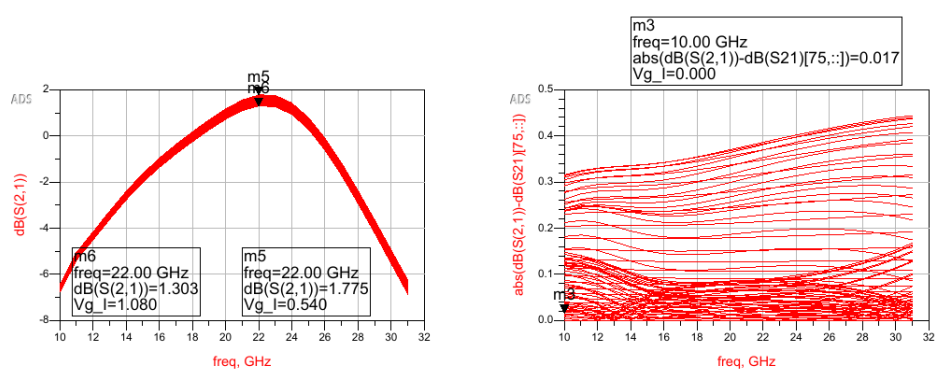 m5
m6
ADS
2
0
-2
-4
-6
-8
dB(S(2,1))
m6
freq=22.00 GHz
dB(S(2,1))=1.303
Vg_I=1.080
m5
freq=22.00 GHz
dB(S(2,1))=1.775
Vg_I=0.540
10 12 14 16 18 20 22 24 26 28 30 32
freq, GHz
m3
freq=10.00 GHz
abs(dB(S(2,1))-dB(S21)[75,::])=0.017
Vg_I=0.000
ADS
0.5
0.4
0.3
0.2
0.1
0.0
abs(dB(S(2,1))-dB(S21)[75,::])
m3
10 12 14 16 18 20 22 24 26 28 30 32
freq, GHz